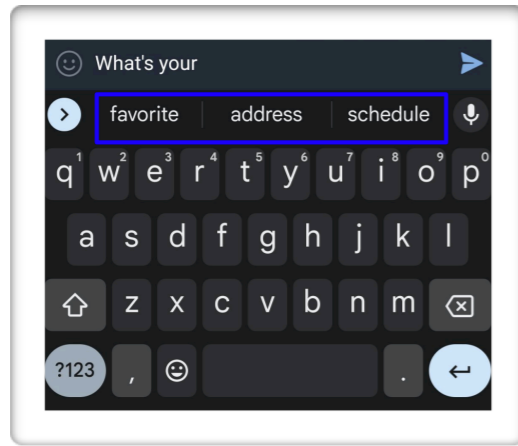 What's your
favorite address schedule
q1 w2 e3 r4 t5 y6 u7 i8 o9 p0
a s d f g h j k l
z x c v b n m
?123 , .